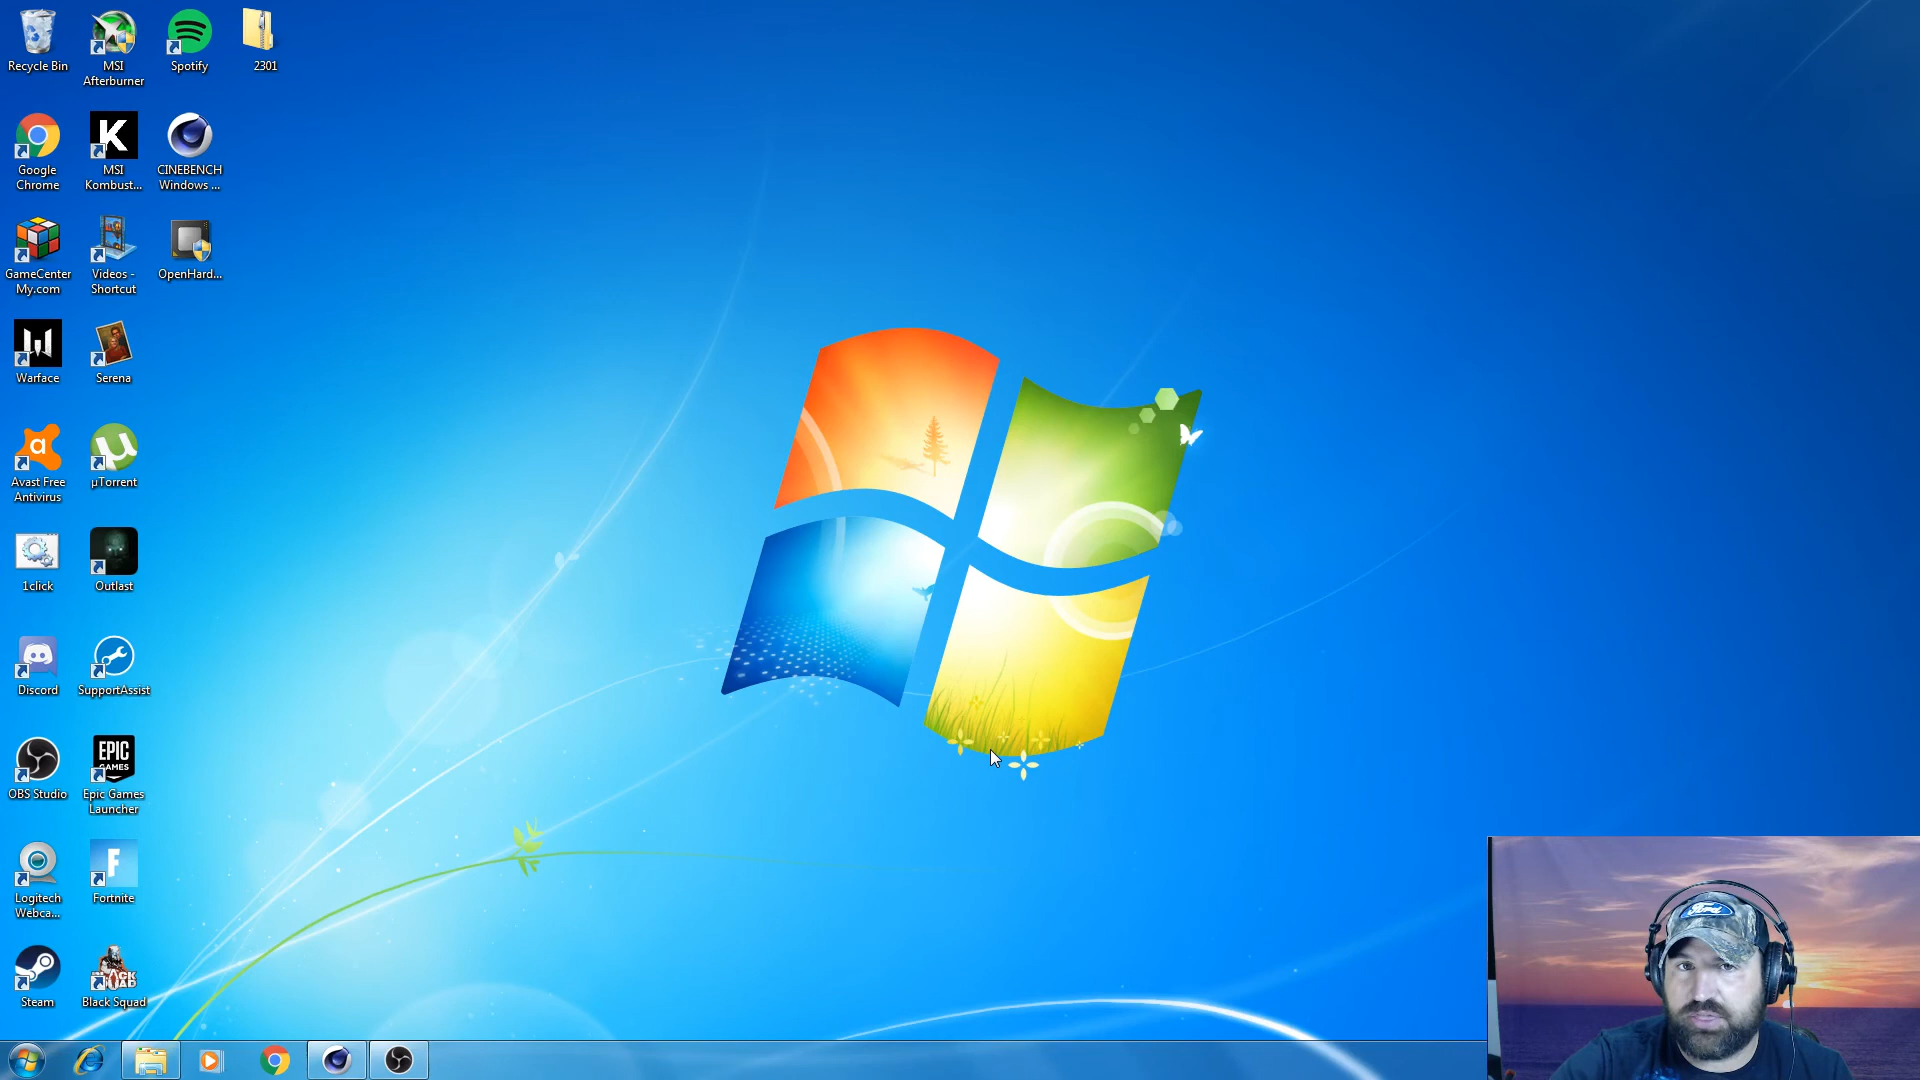 Recycle Bin
MSI
Afterburner
Spotify
2301
Google
Chrome
K
MSI
Kombust...
CINEBENCH
Windows ...
GameCenter
My.com
Videos -
Shortcut
OpenHard...
Warface
Serena
a
Avast Free
Antivirus
µ
µTorrent
1click
Outlast
Discord
SupportAssist
OBS Studio
EPIC
GAMES
Epic Games
Launcher
Logitech
Webca...
F
Fortnite
Steam
Black Squad
Ford